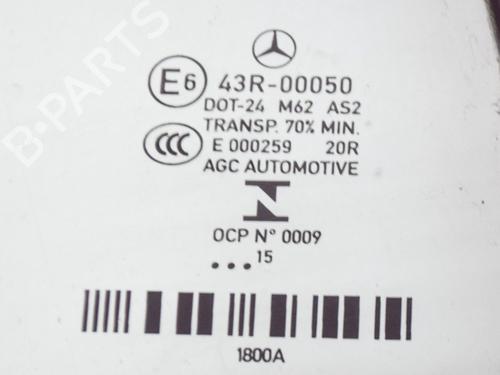 B-PARTS
E6 43R-00050
DOT-24 M62 AS2
TRANSP. 70% MIN.
CCC E 000259 20R
AGC AUTOMOTIVE
N
OCP N° 0009
... 15
1800A